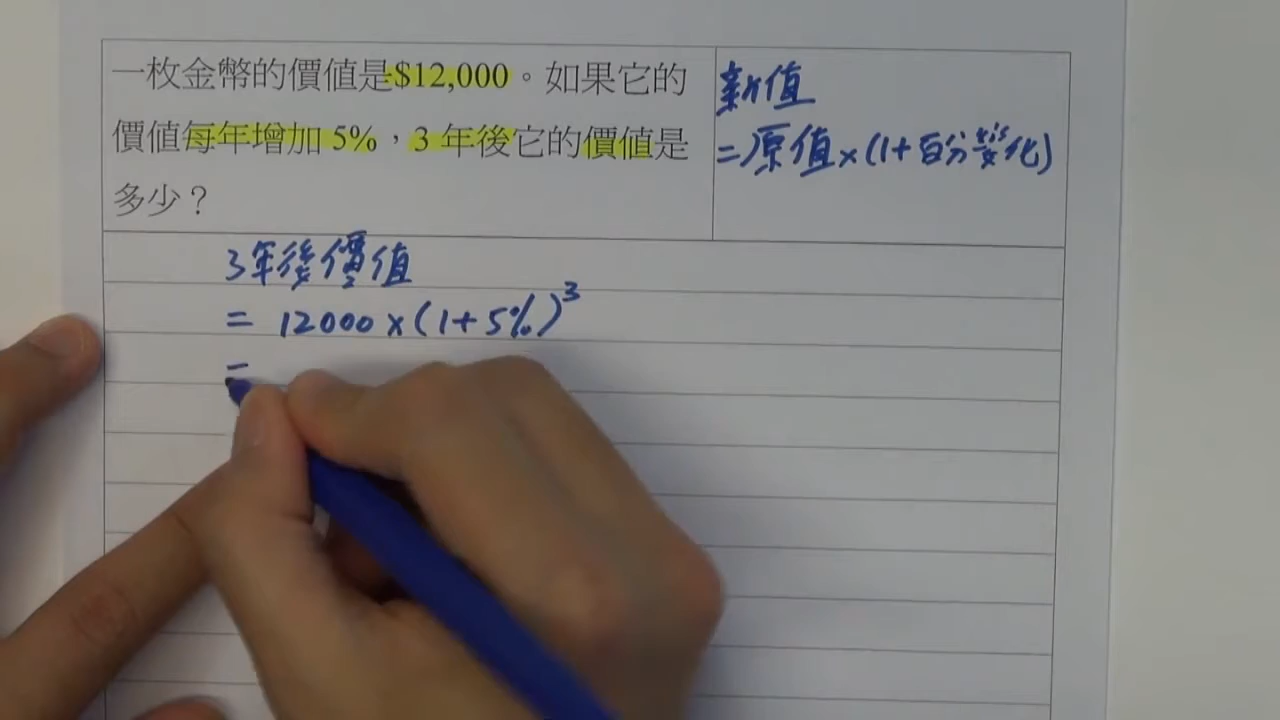 一枚金幣的價值是$12,000。如果它的
價值每年增加 5%，3 年後它的價值是
多少？
新值
=原值×(1+百分變化)
3年後價值
= 12000×(1+5%)³
=